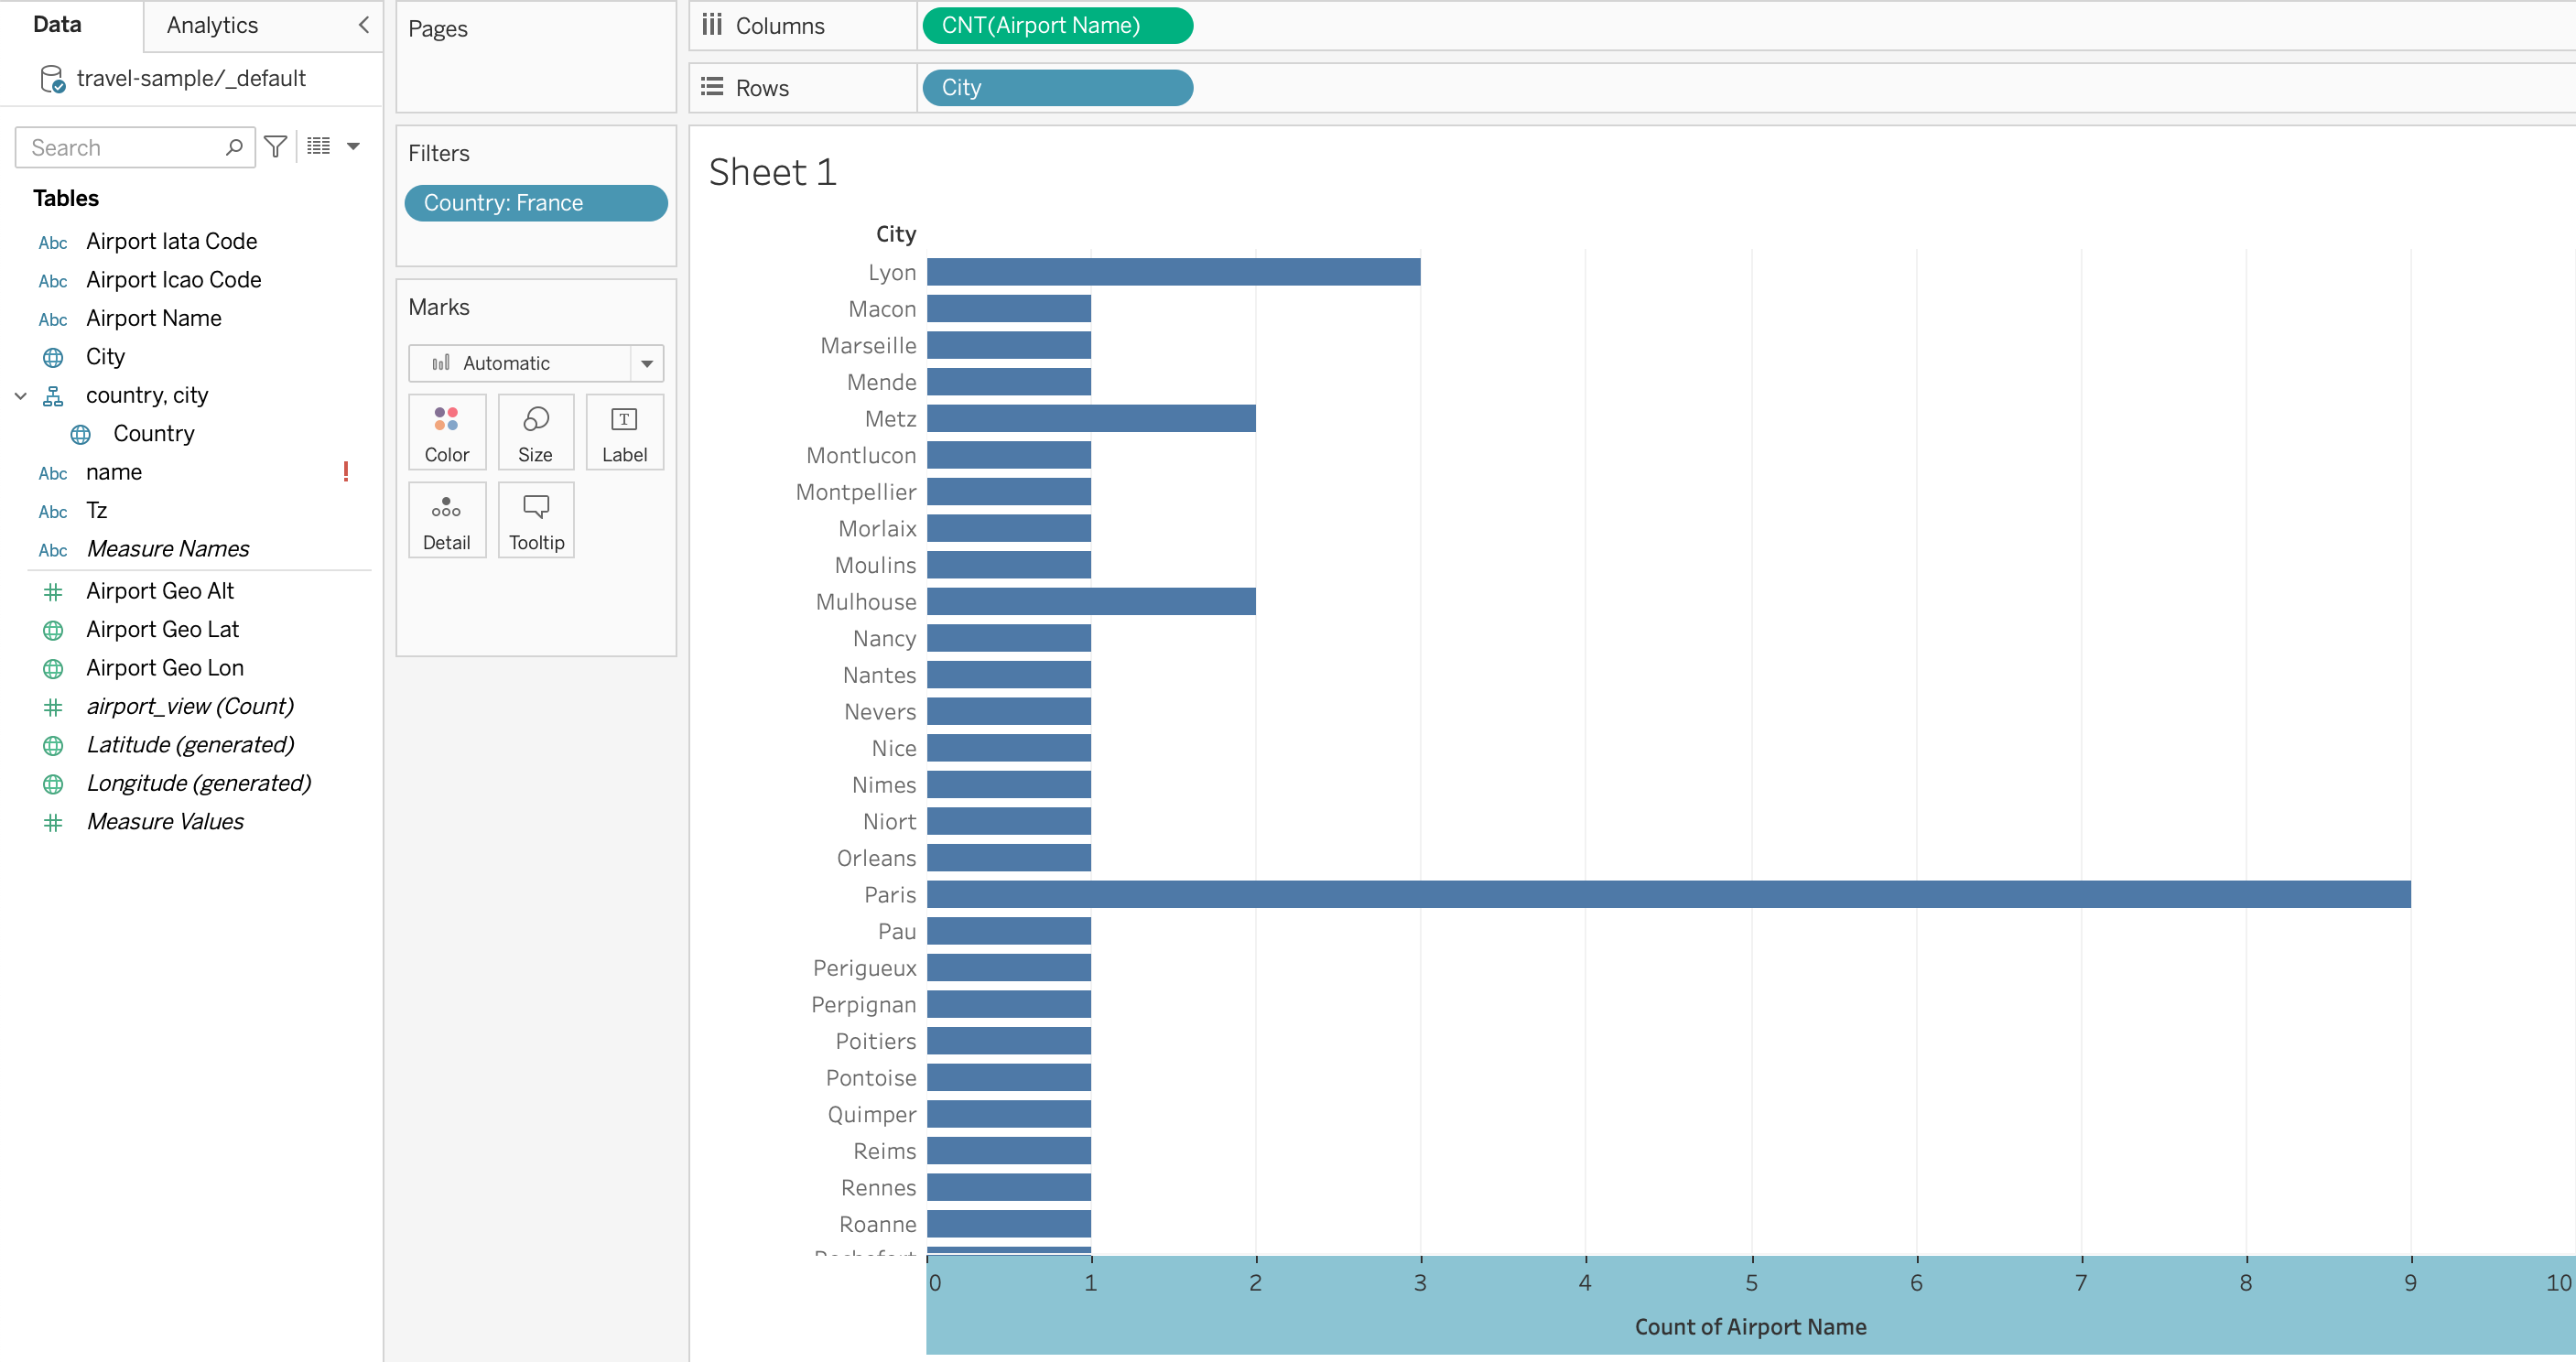 Data
Analytics
travel-sample/_default
Search
Tables
Abc Airport Iata Code
Abc Airport Icao Code
Abc Airport Name
City
country, city
Country
Abc name !
Abc Tz
Abc Measure Names
Airport Geo Alt
Airport Geo Lat
Airport Geo Lon
airport_view (Count)
Latitude (generated)
Longitude (generated)
Measure Values
Pages
Filters
Country: France
Marks
Automatic
Color Size T Label
Detail Tooltip
Columns CNT(Airport Name)
Rows City
Sheet 1
City
Lyon
Macon
Marseille
Mende
Metz
Montlucon
Montpellier
Morlaix
Moulins
Mulhouse
Nancy
Nantes
Nevers
Nice
Nimes
Niort
Orleans
Paris
Pau
Perigueux
Perpignan
Poitiers
Pontoise
Quimper
Reims
Rennes
Roanne
0 1 2 3 4 5 6 7 8 9 10
Count of Airport Name